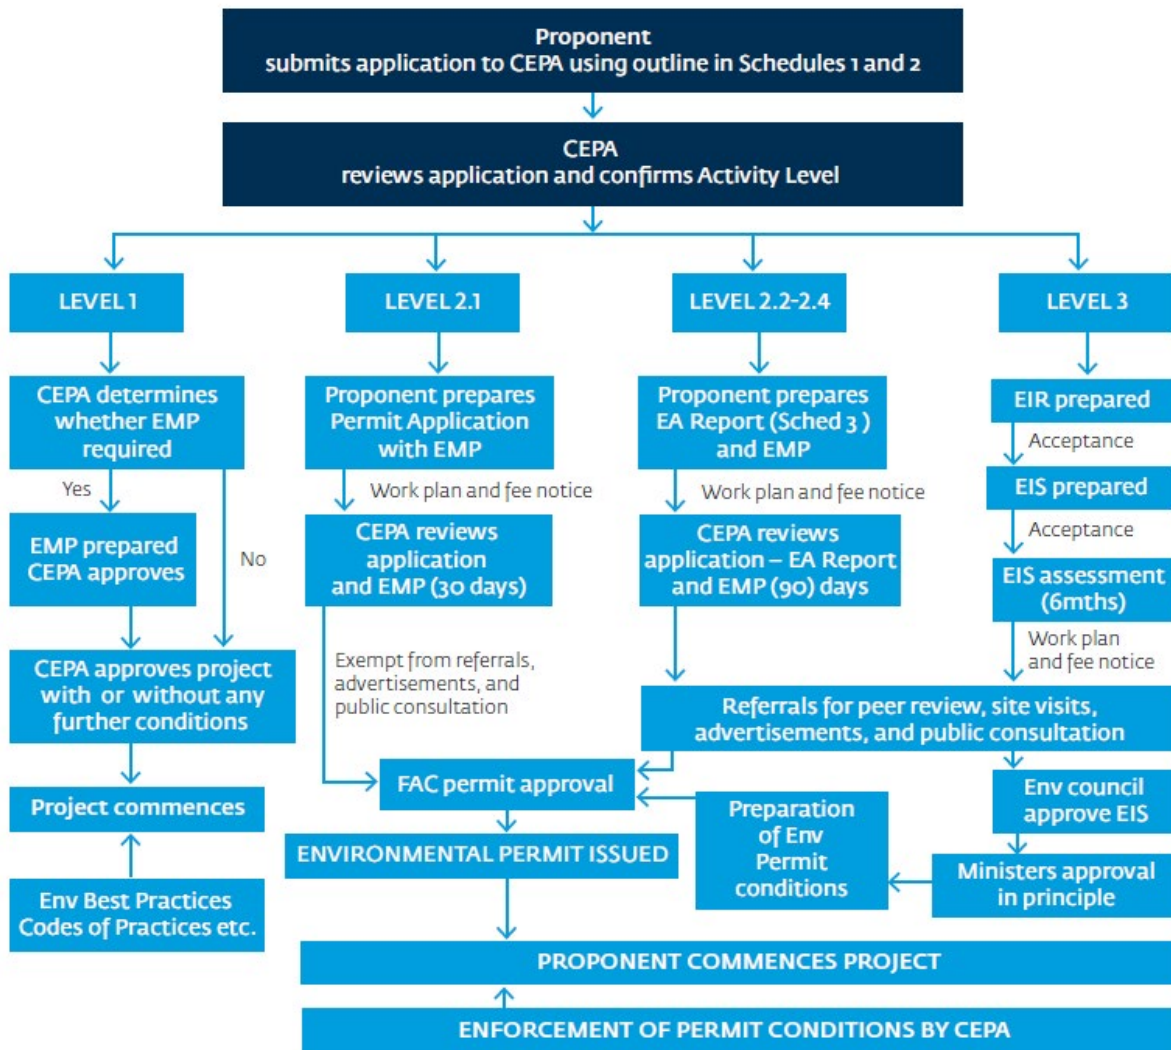 Proponent
submits application to CEPA using outline in Schedules 1 and 2
CEPA
reviews application and confirms Activity Level
LEVEL 1
LEVEL 2.1
LEVEL 2.2-2.4
LEVEL 3
CEPA determines
whether EMP
required
Proponent prepares
Permit Application
with EMP
Proponent prepares
EA Report (Sched 3 )
and EMP
EIR prepared
Acceptance
Yes
Work plan and fee notice
Work plan and fee notice
EIS prepared
Acceptance
EMP prepared
CEPA approves
No
CEPA reviews
application
and EMP (30 days)
CEPA reviews
application – EA Report
and EMP (90) days
EIS assessment
(6mths)
Work plan
and fee notice
CEPA approves project
with or without any
further conditions
Exempt from referrals,
advertisements, and
public consultation
Referrals for peer review, site visits,
advertisements, and public consultation
Project commences
FAC permit approval
Preparation
of Env
Permit
conditions
Env council
approve EIS
ENVIRONMENTAL PERMIT ISSUED
Ministers approval
in principle
Env Best Practices
Codes of Practices etc.
PROPONENT COMMENCES PROJECT
ENFORCEMENT OF PERMIT CONDITIONS BY CEPA